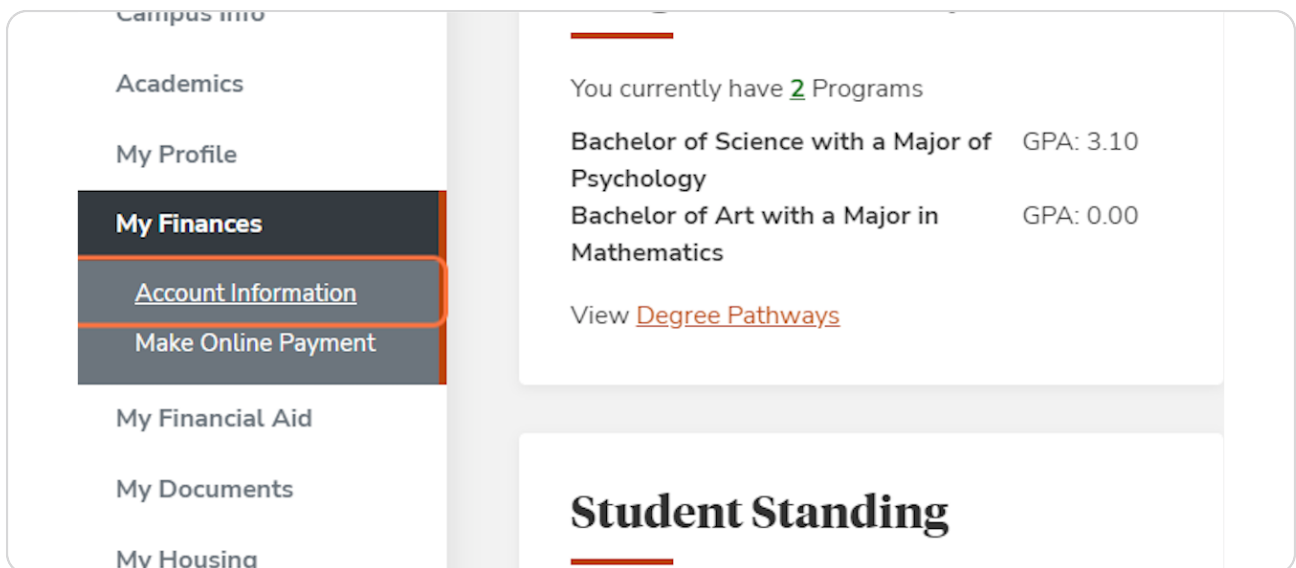 Campus Info
Academics
My Profile
My Finances
Account Information
Make Online Payment
My Financial Aid
My Documents
My Housing
You currently have 2 Programs
Bachelor of Science with a Major of GPA: 3.10
Psychology
Bachelor of Art with a Major in GPA: 0.00
Mathematics
View Degree Pathways
Student Standing